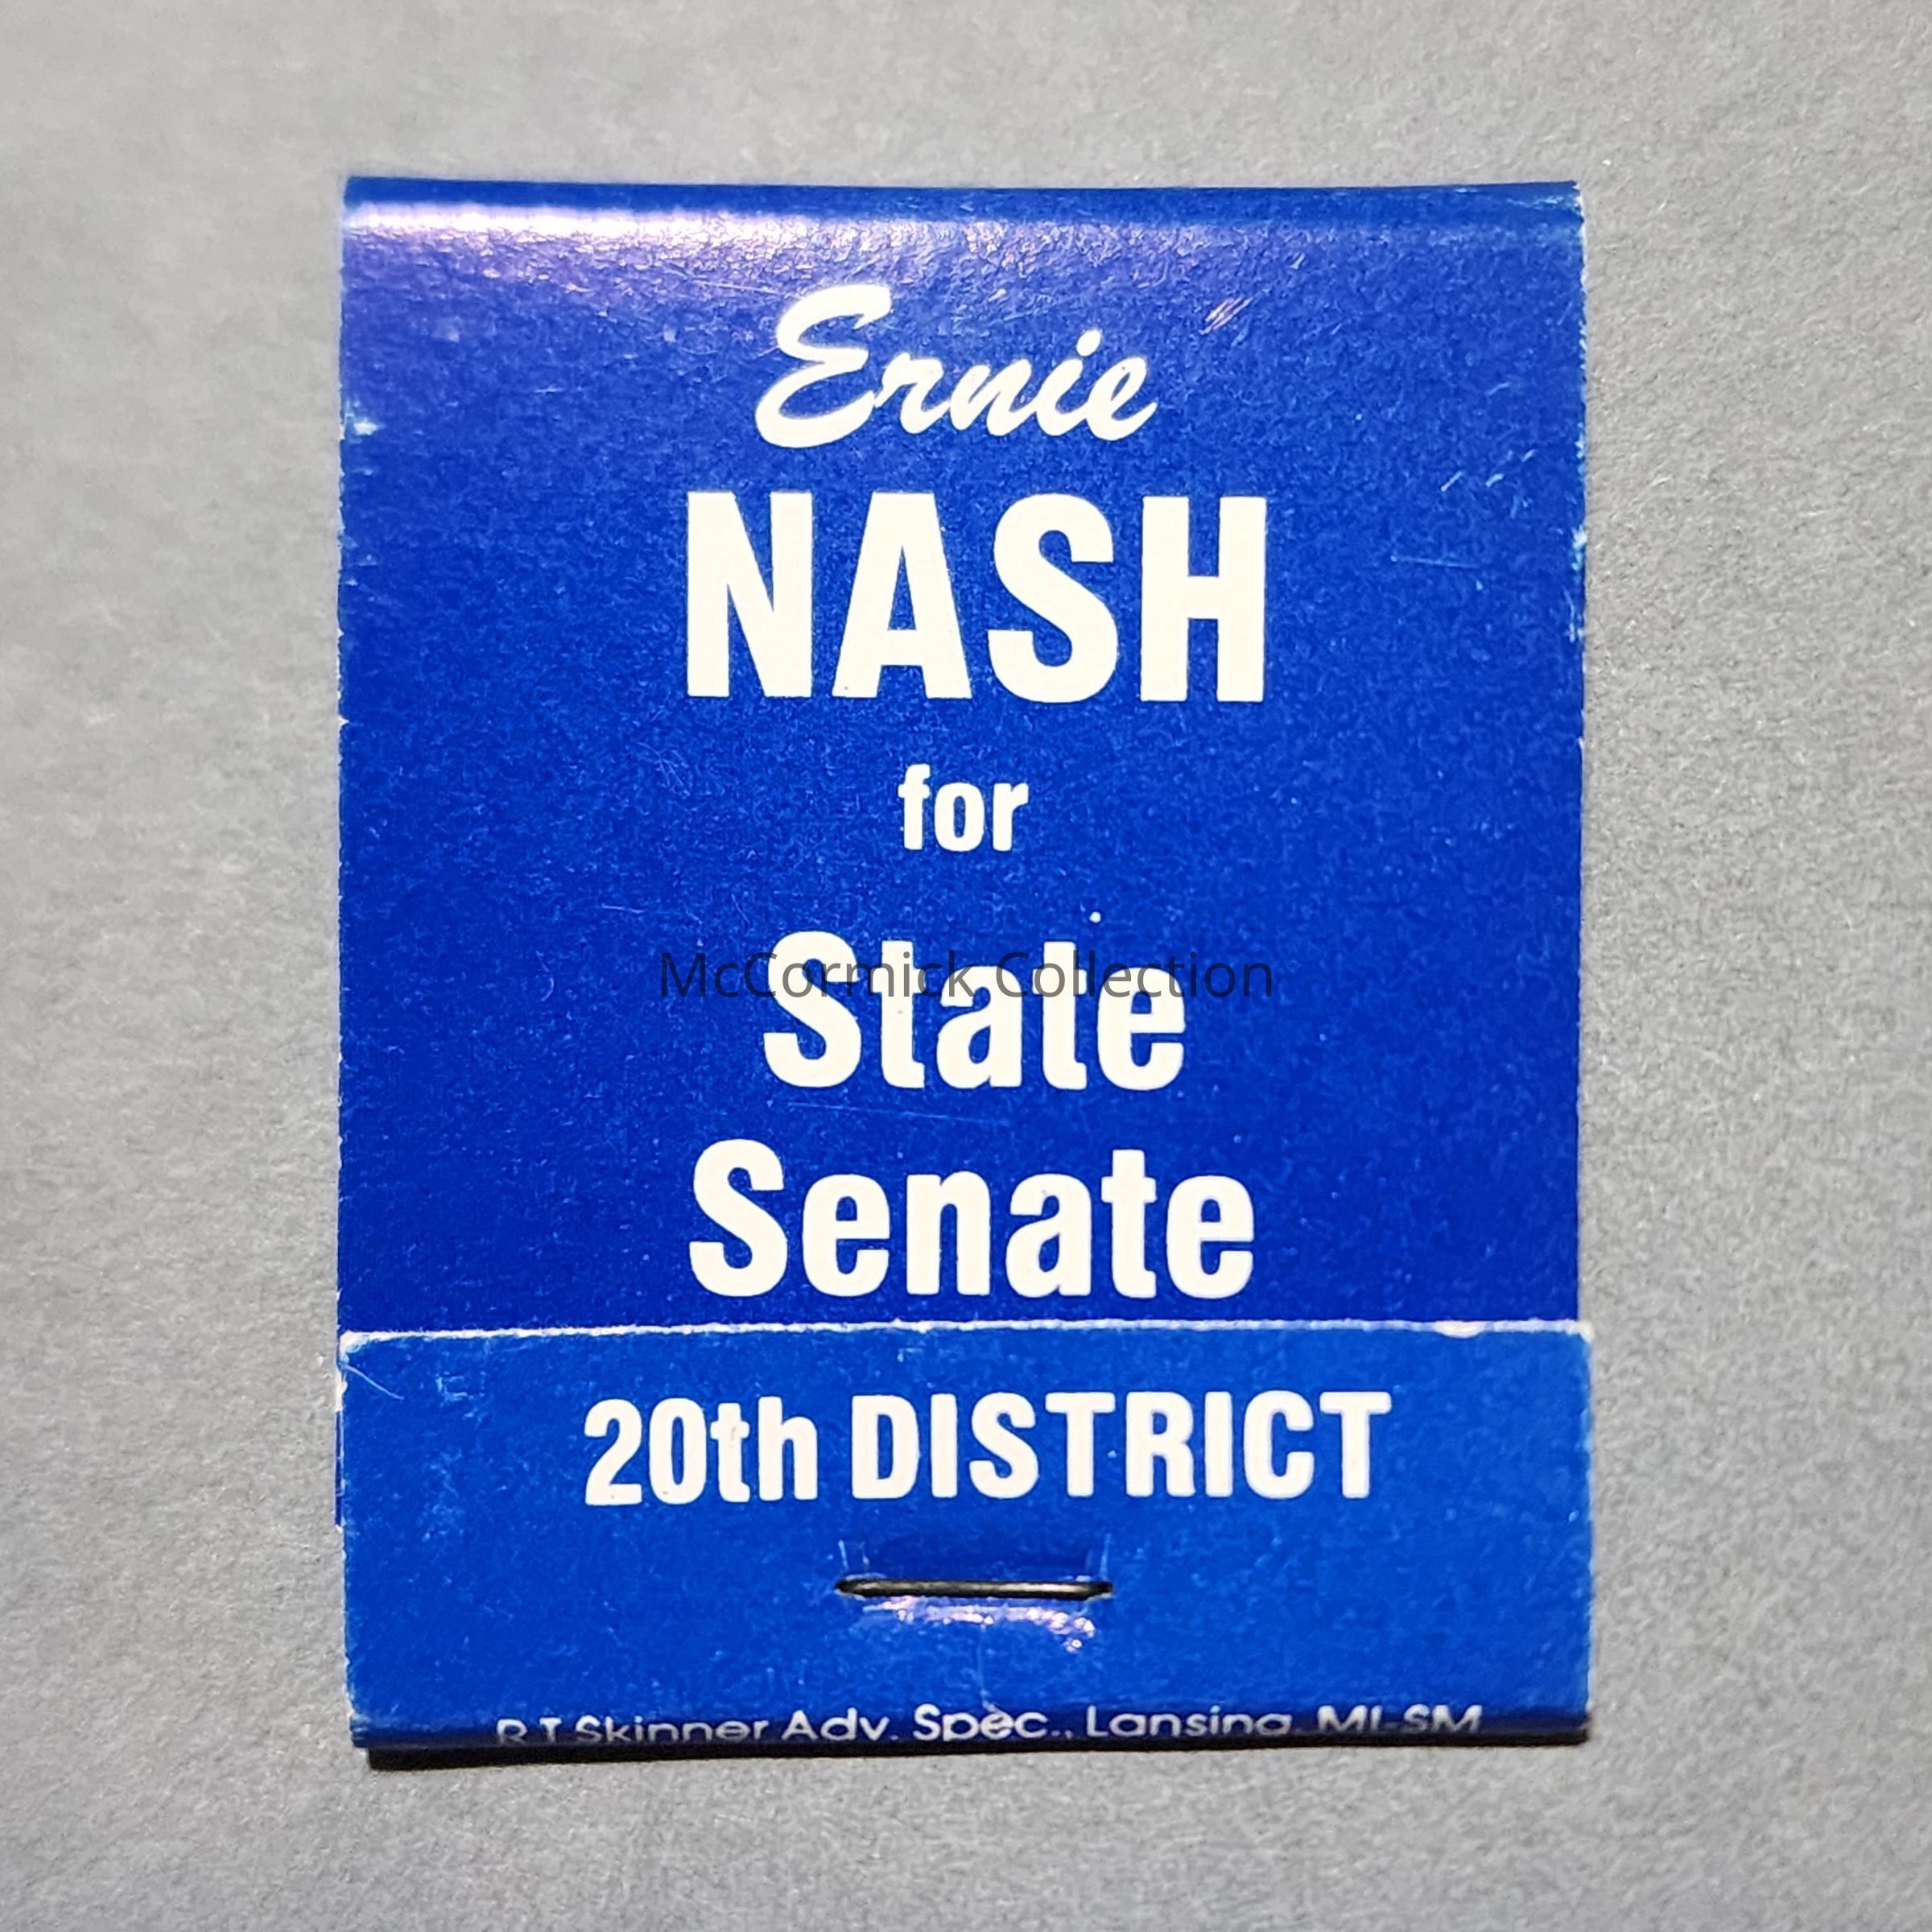 Ernie
NASH
for
McCormick Collection
State
Senate
20th DISTRICT
R T Skinner Adv. Spec., Lansing, MI-SM